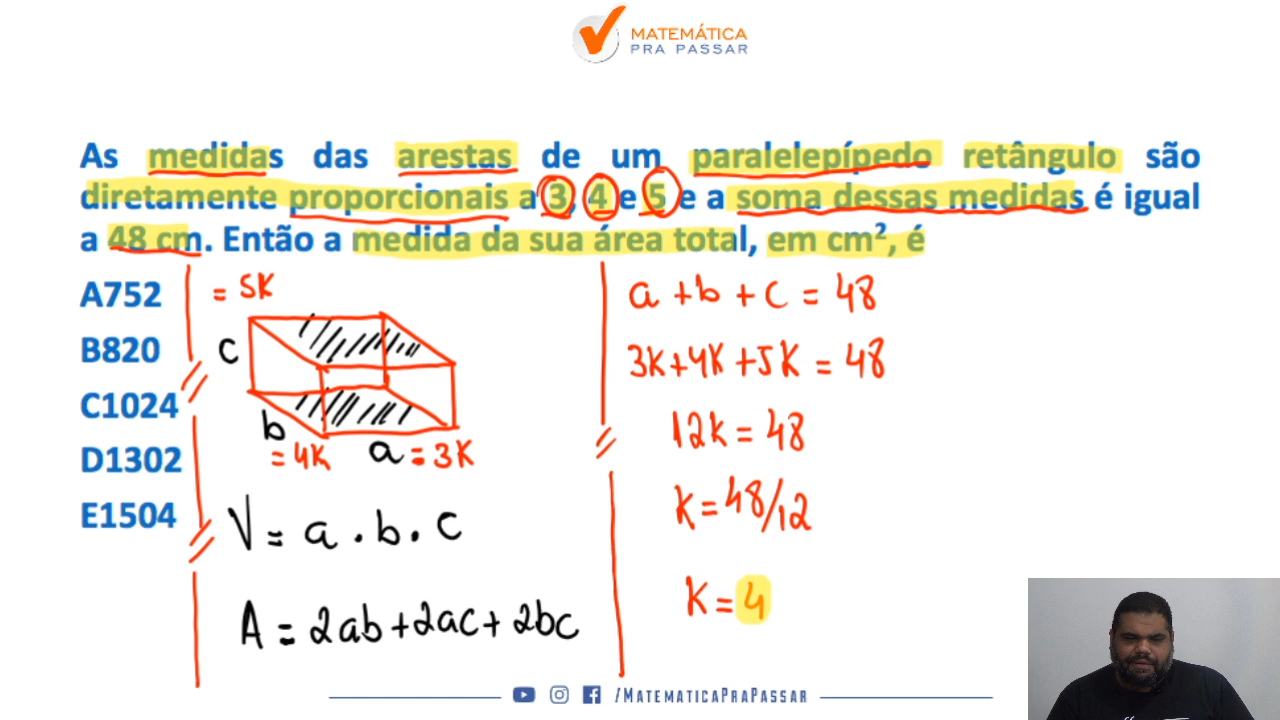 MATEMÁTICA
PRA PASSAR
As medidas das arestas de um paralelepípedo retângulo são
diretamente proporcionais a 3, 4 e 5 e a soma dessas medidas é igual
a 48 cm. Então a medida da sua área total, em cm², é
A752
B820
C1024
D1302
E1504
= 5K
c
b
= 4K
a = 3K
V = a . b . c
A = 2ab + 2ac + 2bc
a + b + c = 48
3K + 4K + 5K = 48
12K = 48
K = 48/12
K = 4
/MATEMATICAPRAPASSAR